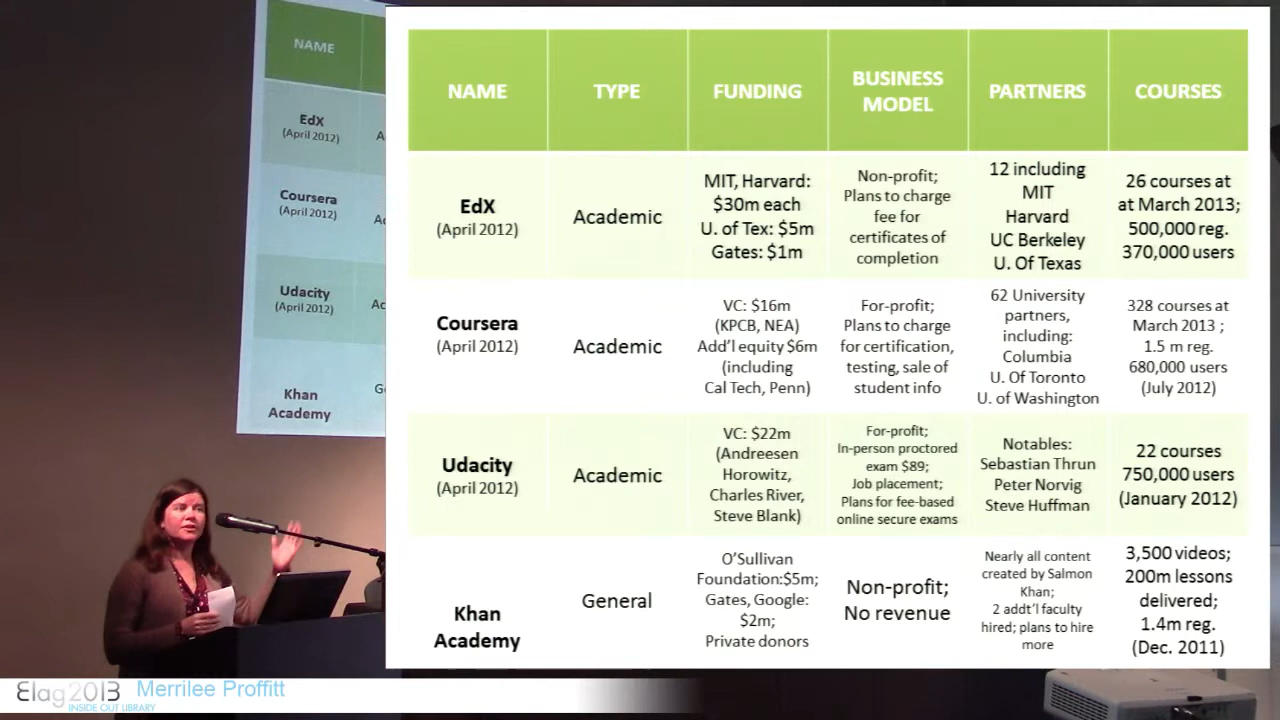 NAME
EdX
(April 2012)
A
Coursera
(April 2012)
Ac
Udacity
(April 2012)
Ac
Khan
Academy
G
NAME
TYPE
FUNDING
BUSINESS
MODEL
PARTNERS
COURSES
EdX
(April 2012)
Academic
MIT, Harvard:
$30m each
U. of Tex: $5m
Gates: $1m
Non-profit;
Plans to charge
fee for
certificates of
completion
12 including
MIT
Harvard
UC Berkeley
U. Of Texas
26 courses at
at March 2013;
500,000 reg.
370,000 users
Coursera
(April 2012)
Academic
VC: $16m
(KPCB, NEA)
Add’l equity $6m
(including
Cal Tech, Penn)
For-profit;
Plans to charge
for certification,
testing, sale of
student info
62 University
partners,
including:
Columbia
U. Of Toronto
U. of Washington
328 courses at
March 2013 ;
1.5 m reg.
680,000 users
(July 2012)
Udacity
(April 2012)
Academic
VC: $22m
(Andreesen
Horowitz,
Charles River,
Steve Blank)
For-profit;
In-person proctored
exam $89;
Job placement;
Plans for fee-based
online secure exams
Notables:
Sebastian Thrun
Peter Norvig
Steve Huffman
22 courses
750,000 users
(January 2012)
Khan
Academy
General
O’Sullivan
Foundation:$5m;
Gates, Google:
$2m;
Private donors
Non-profit;
No revenue
Nearly all content
created by Salmon
Khan;
2 addt’l faculty
hired; plans to hire
more
3,500 videos;
200m lessons
delivered;
1.4m reg.
(Dec. 2011)
Elag2013
INSIDE OUT LIBRARY
Merrilee Proffitt